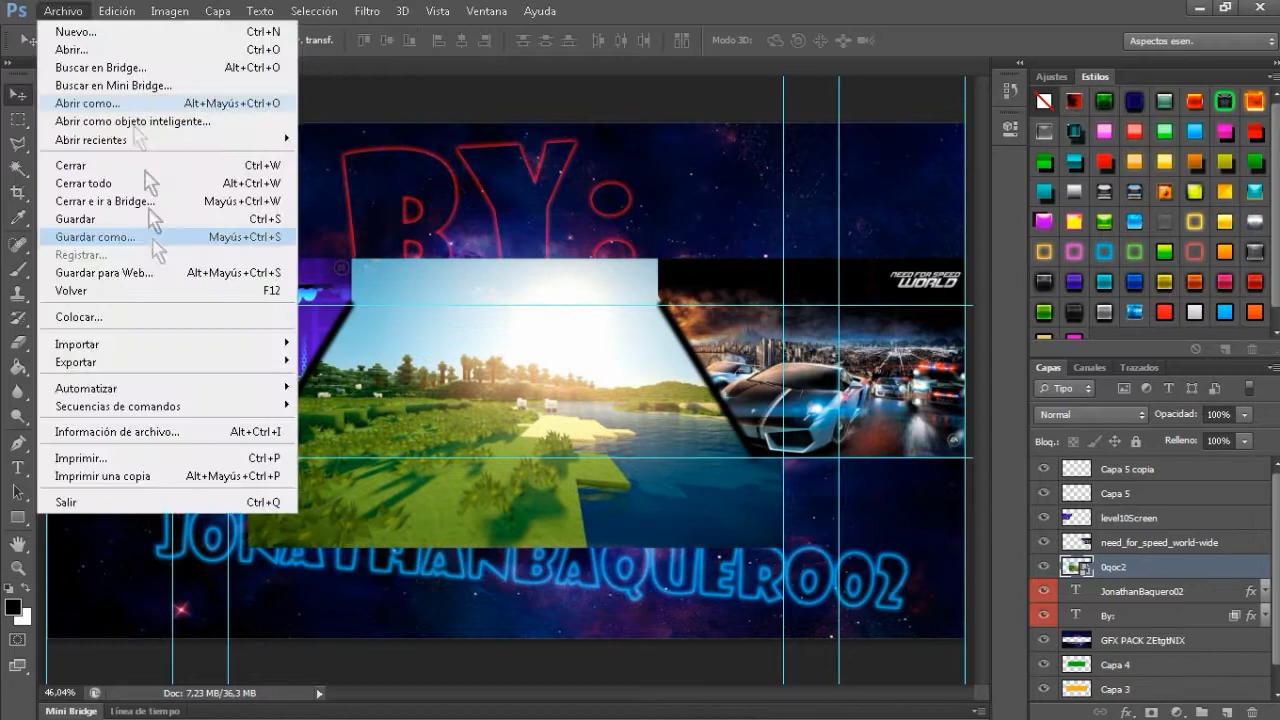 Ps Archivo Edición Imagen Capa Texto Selección Filtro 3D Vista Ventana Ayuda
Nuevo... Ctrl+N
Abrir... Ctrl+O
Buscar en Bridge... Alt+Ctrl+O
Buscar en Mini Bridge...
Abrir como... Alt+Mayús+Ctrl+O
Abrir como objeto inteligente...
Abrir recientes
Cerrar Ctrl+W
Cerrar todo Alt+Ctrl+W
Cerrar e ir a Bridge... Mayús+Ctrl+W
Guardar Ctrl+S
Guardar como... Mayús+Ctrl+S
Registrar...
Guardar para Web... Alt+Mayús+Ctrl+S
Volver F12
Colocar...
Importar
Exportar
Automatizar
Secuencias de comandos
Información de archivo... Alt+Ctrl+I
Imprimir... Ctrl+P
Imprimir una copia Alt+Mayús+Ctrl+P
Salir Ctrl+Q
. transf.
Modo 3D:
Aspectos esen.
BY:
NEED FOR SPEED
WORLD
EA
JONATHANBAQUERO02
Ajustes Estilos
Capas Canales Trazados
Tipo
Normal Opacidad: 100%
Bloq.: Relleno: 100%
Capa 5 copia
Capa 5
level10Screen
need_for_speed_world-wide
0qoc2
T JonathanBaquero02 fx
T By: fx
GFX PACK ZEtgtNIX
Capa 4
Capa 3
fx
46,04% Doc: 7,23 MB/36,3 MB
Mini Bridge Línea de tiempo